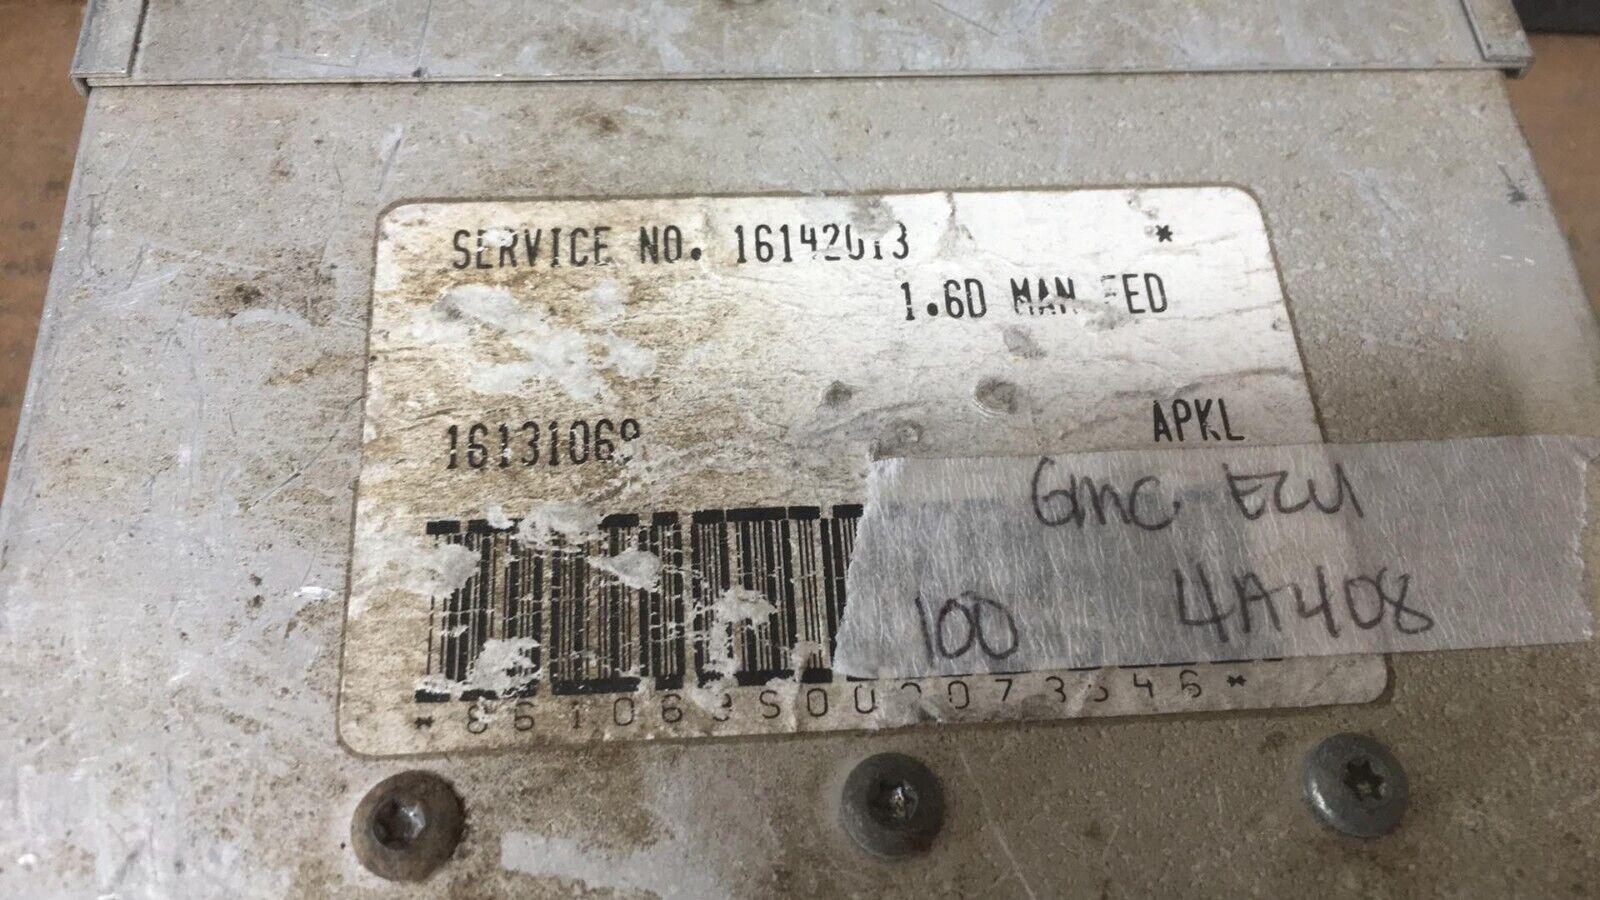 SERVICE NO. 16142013 *
1.6D MAN FED
16131069 APKL
GMC ECU
100 4A408